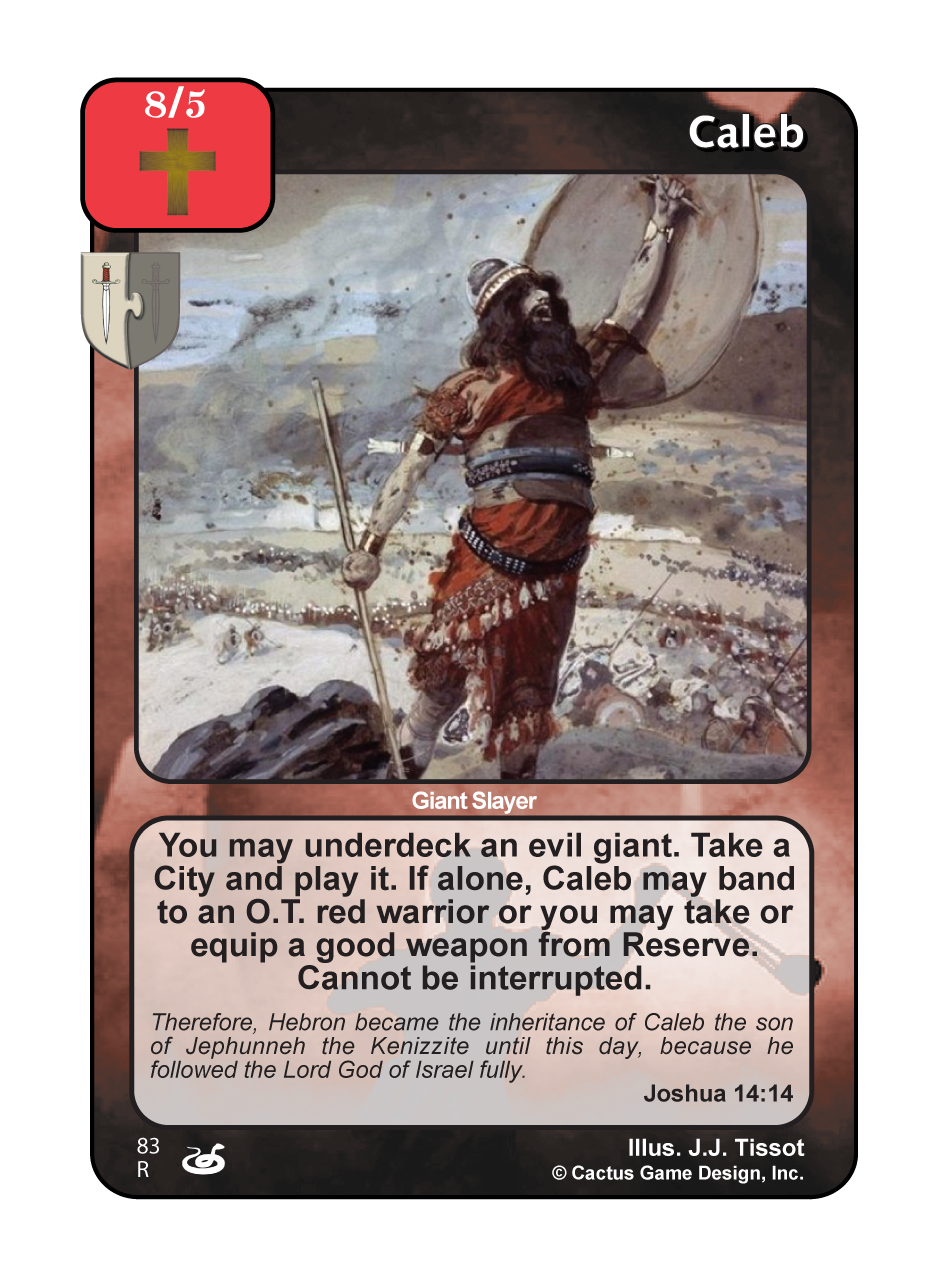 8/5
Caleb
Giant Slayer
You may underdeck an evil giant. Take a
City and play it. If alone, Caleb may band
to an O.T. red warrior or you may take or
equip a good weapon from Reserve.
Cannot be interrupted.
Therefore, Hebron became the inheritance of Caleb the son
of Jephunneh the Kenizzite until this day, because he
followed the Lord God of Israel fully.
Joshua 14:14
83
R
Illus. J.J. Tissot
© Cactus Game Design, Inc.